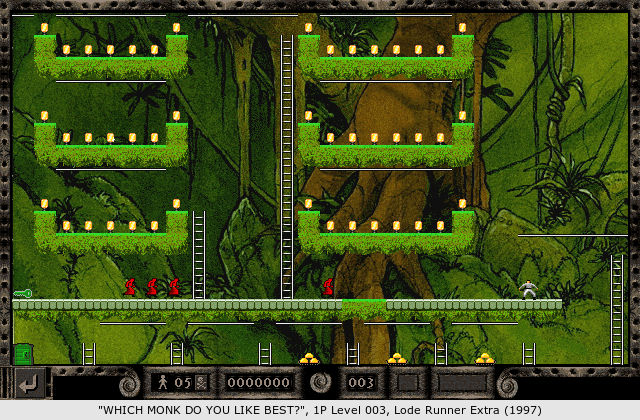 05 0000000 003
"WHICH MONK DO YOU LIKE BEST?", 1P Level 003, Lode Runner Extra (1997)